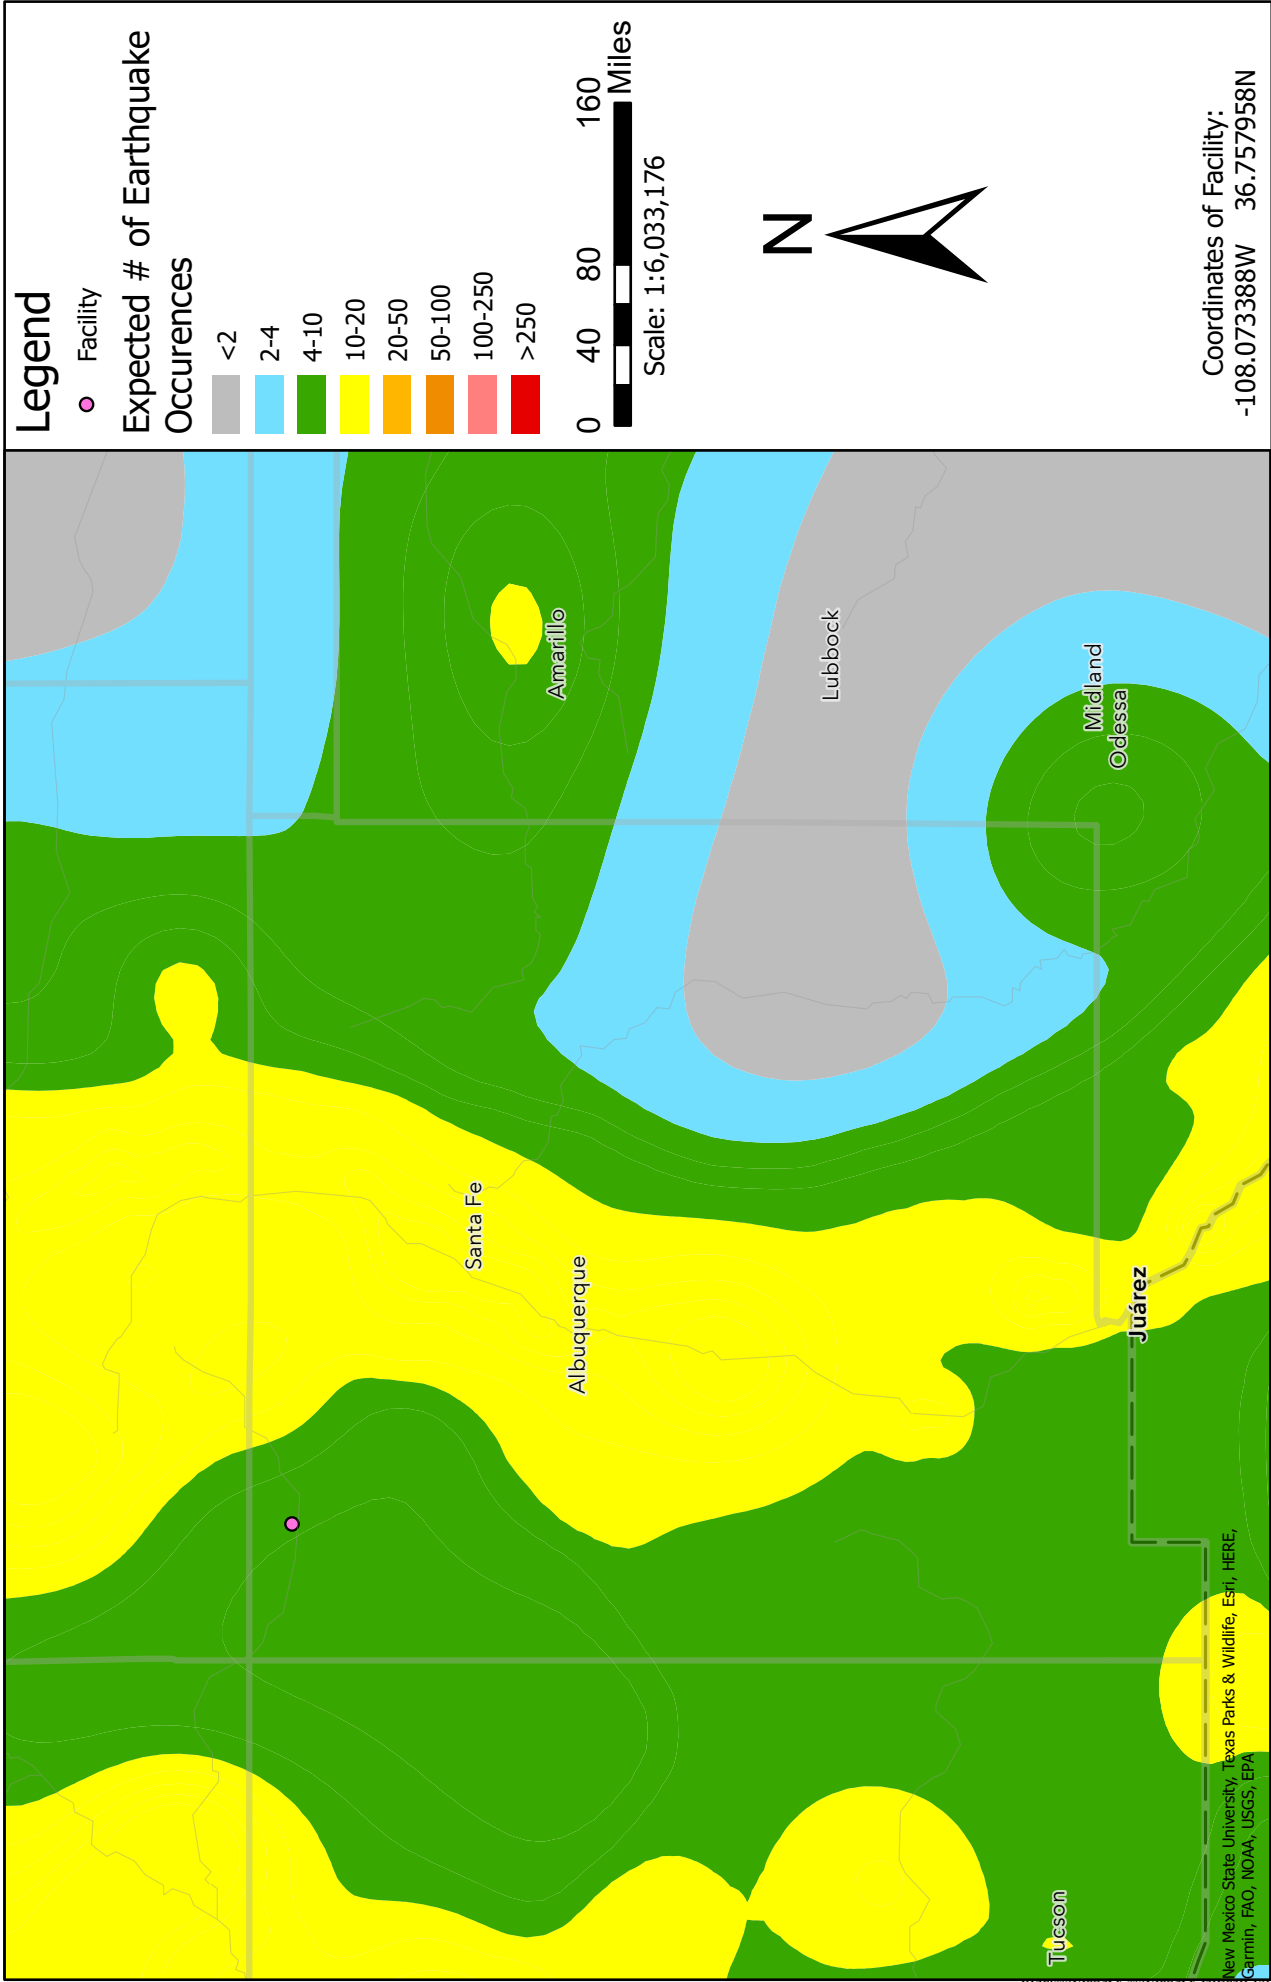 Legend
Facility
Expected # of Earthquake
Occurences
<2
2-4
4-10
10-20
20-50
50-100
100-250
>250
0 40 80 160
Miles
Scale: 1:6,033,176
N
Coordinates of Facility:
-108.073388W 36.757958N
Amarillo
Lubbock
Midland
Odessa
Santa Fe
Albuquerque
Juárez
Tucson
New Mexico State University, Texas Parks & Wildlife, Esri, HERE,
Garmin, FAO, NOAA, USGS, EPA